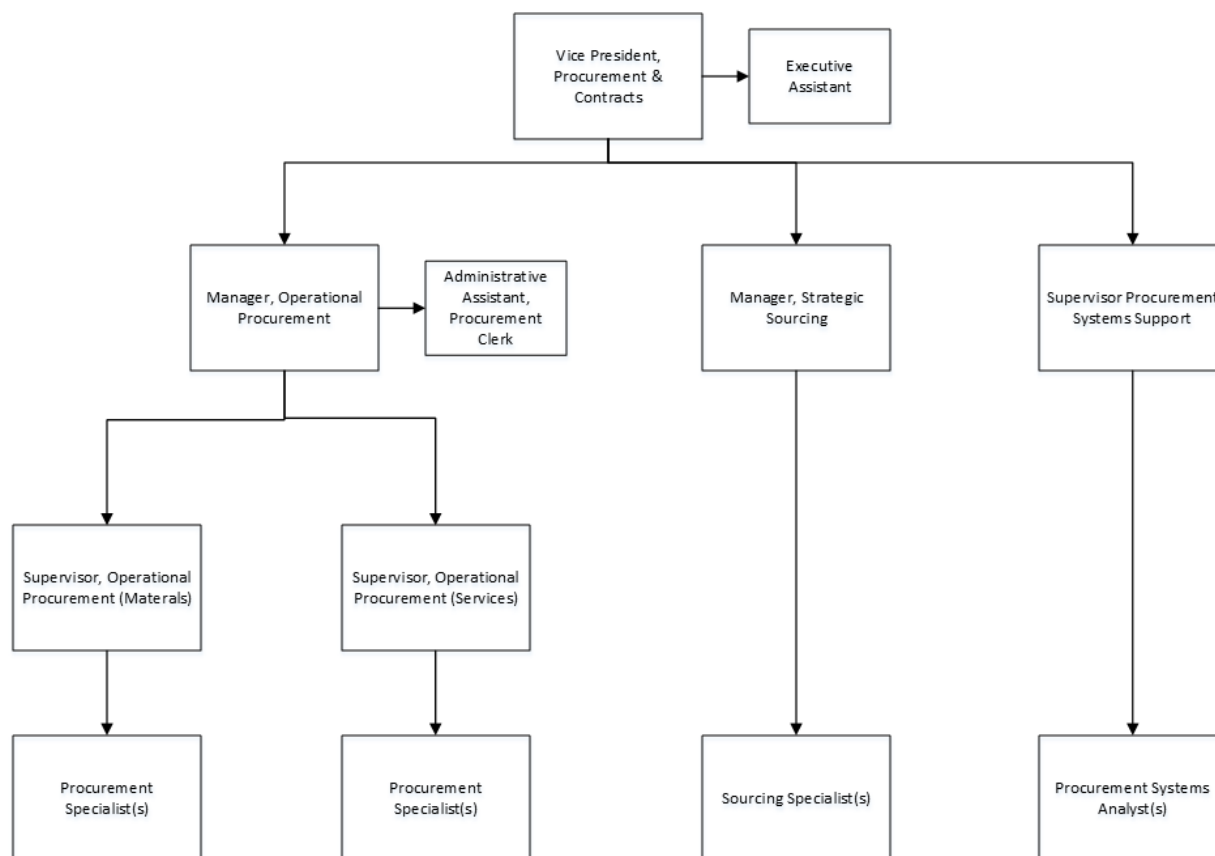 Vice President,
Procurement &
Contracts
Executive
Assistant
Manager, Operational
Procurement
Administrative
Assistant,
Procurement
Clerk
Manager, Strategic
Sourcing
Supervisor Procurement
Systems Support
Supervisor, Operational
Procurement (Materals)
Supervisor, Operational
Procurement (Services)
Procurement
Specialist(s)
Procurement
Specialist(s)
Sourcing Specialist(s)
Procurement Systems
Analyst(s)